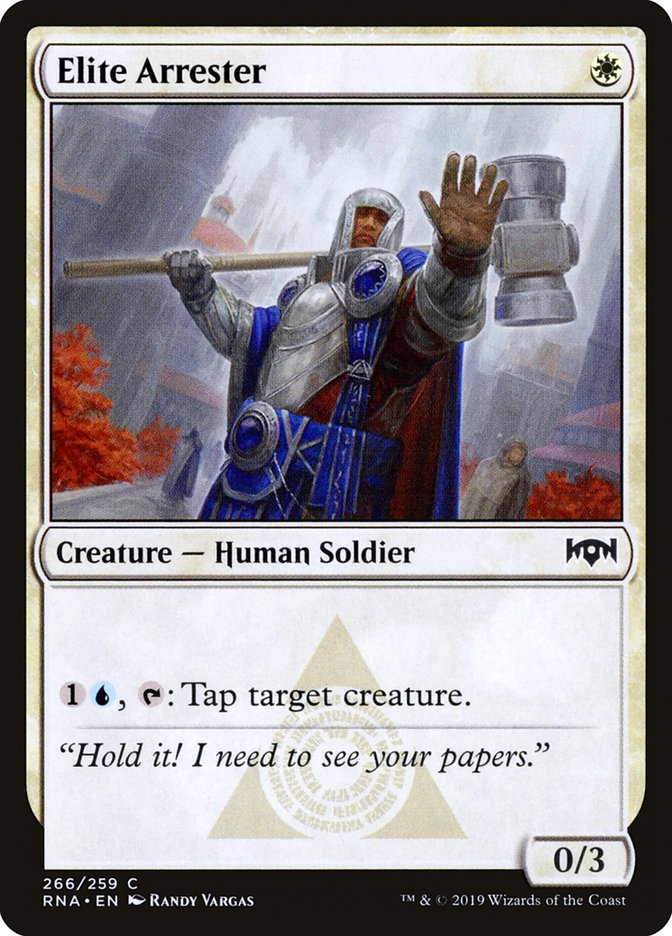 Elite Arrester
Creature — Human Soldier
1, : Tap target creature.
“Hold it! I need to see your papers.”
0/3
266/259 C
RNA • EN Randy Vargas
™ & © 2019 Wizards of the Coast